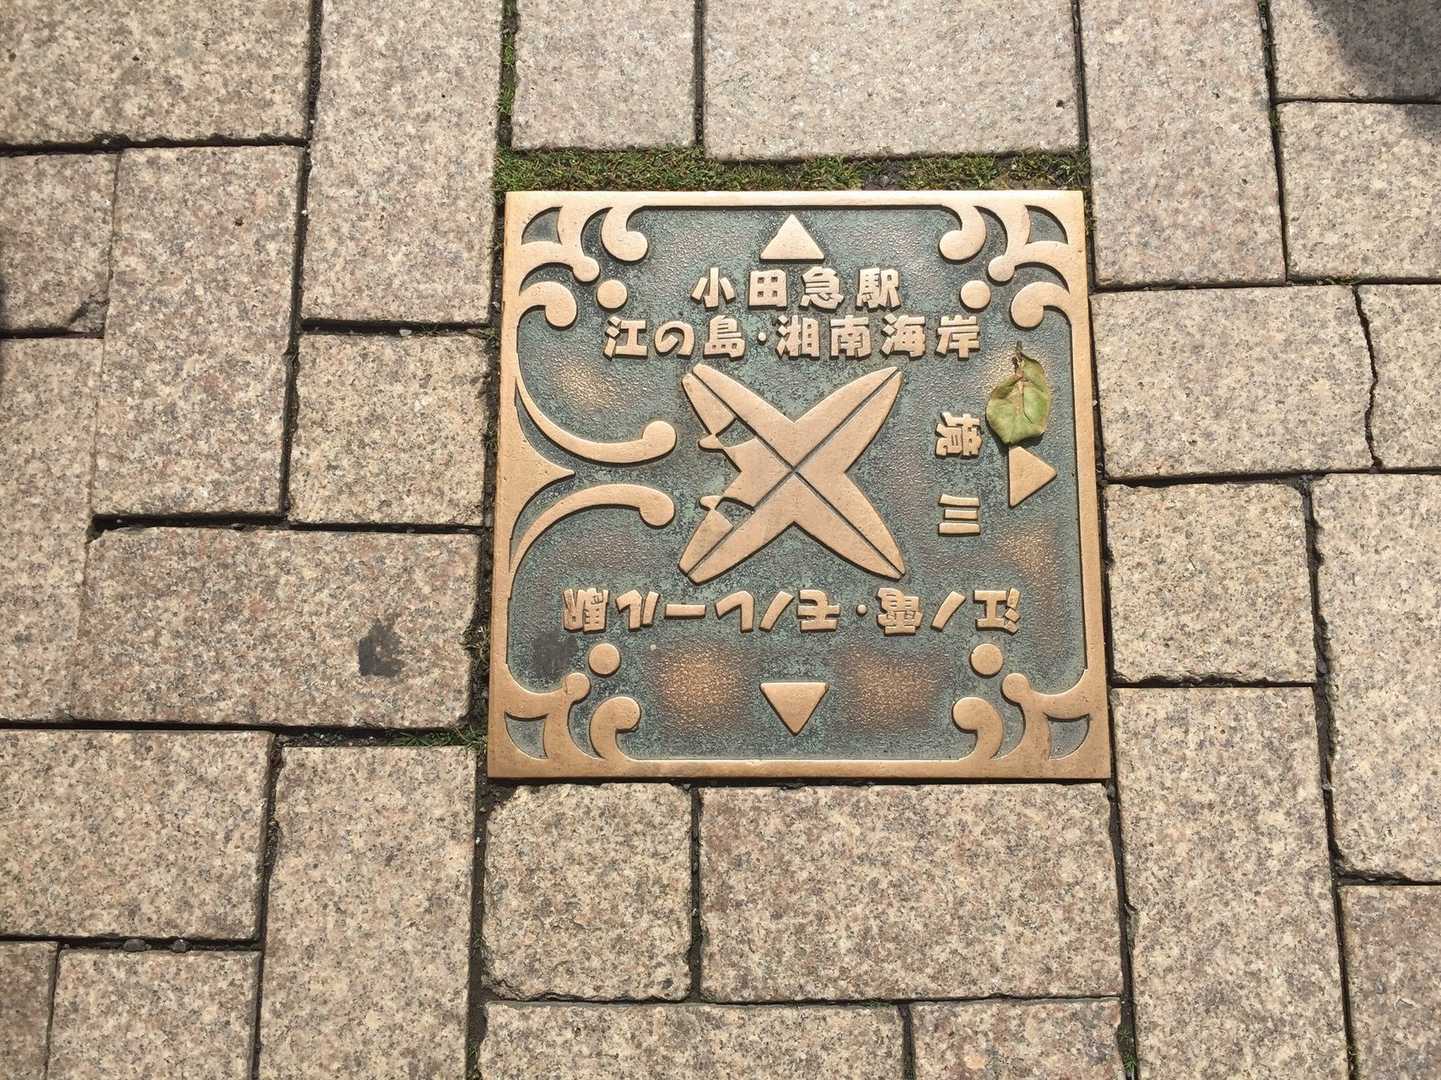 小田急駅
江の島・湘南海岸
境川
江ノ電・モノレール駅